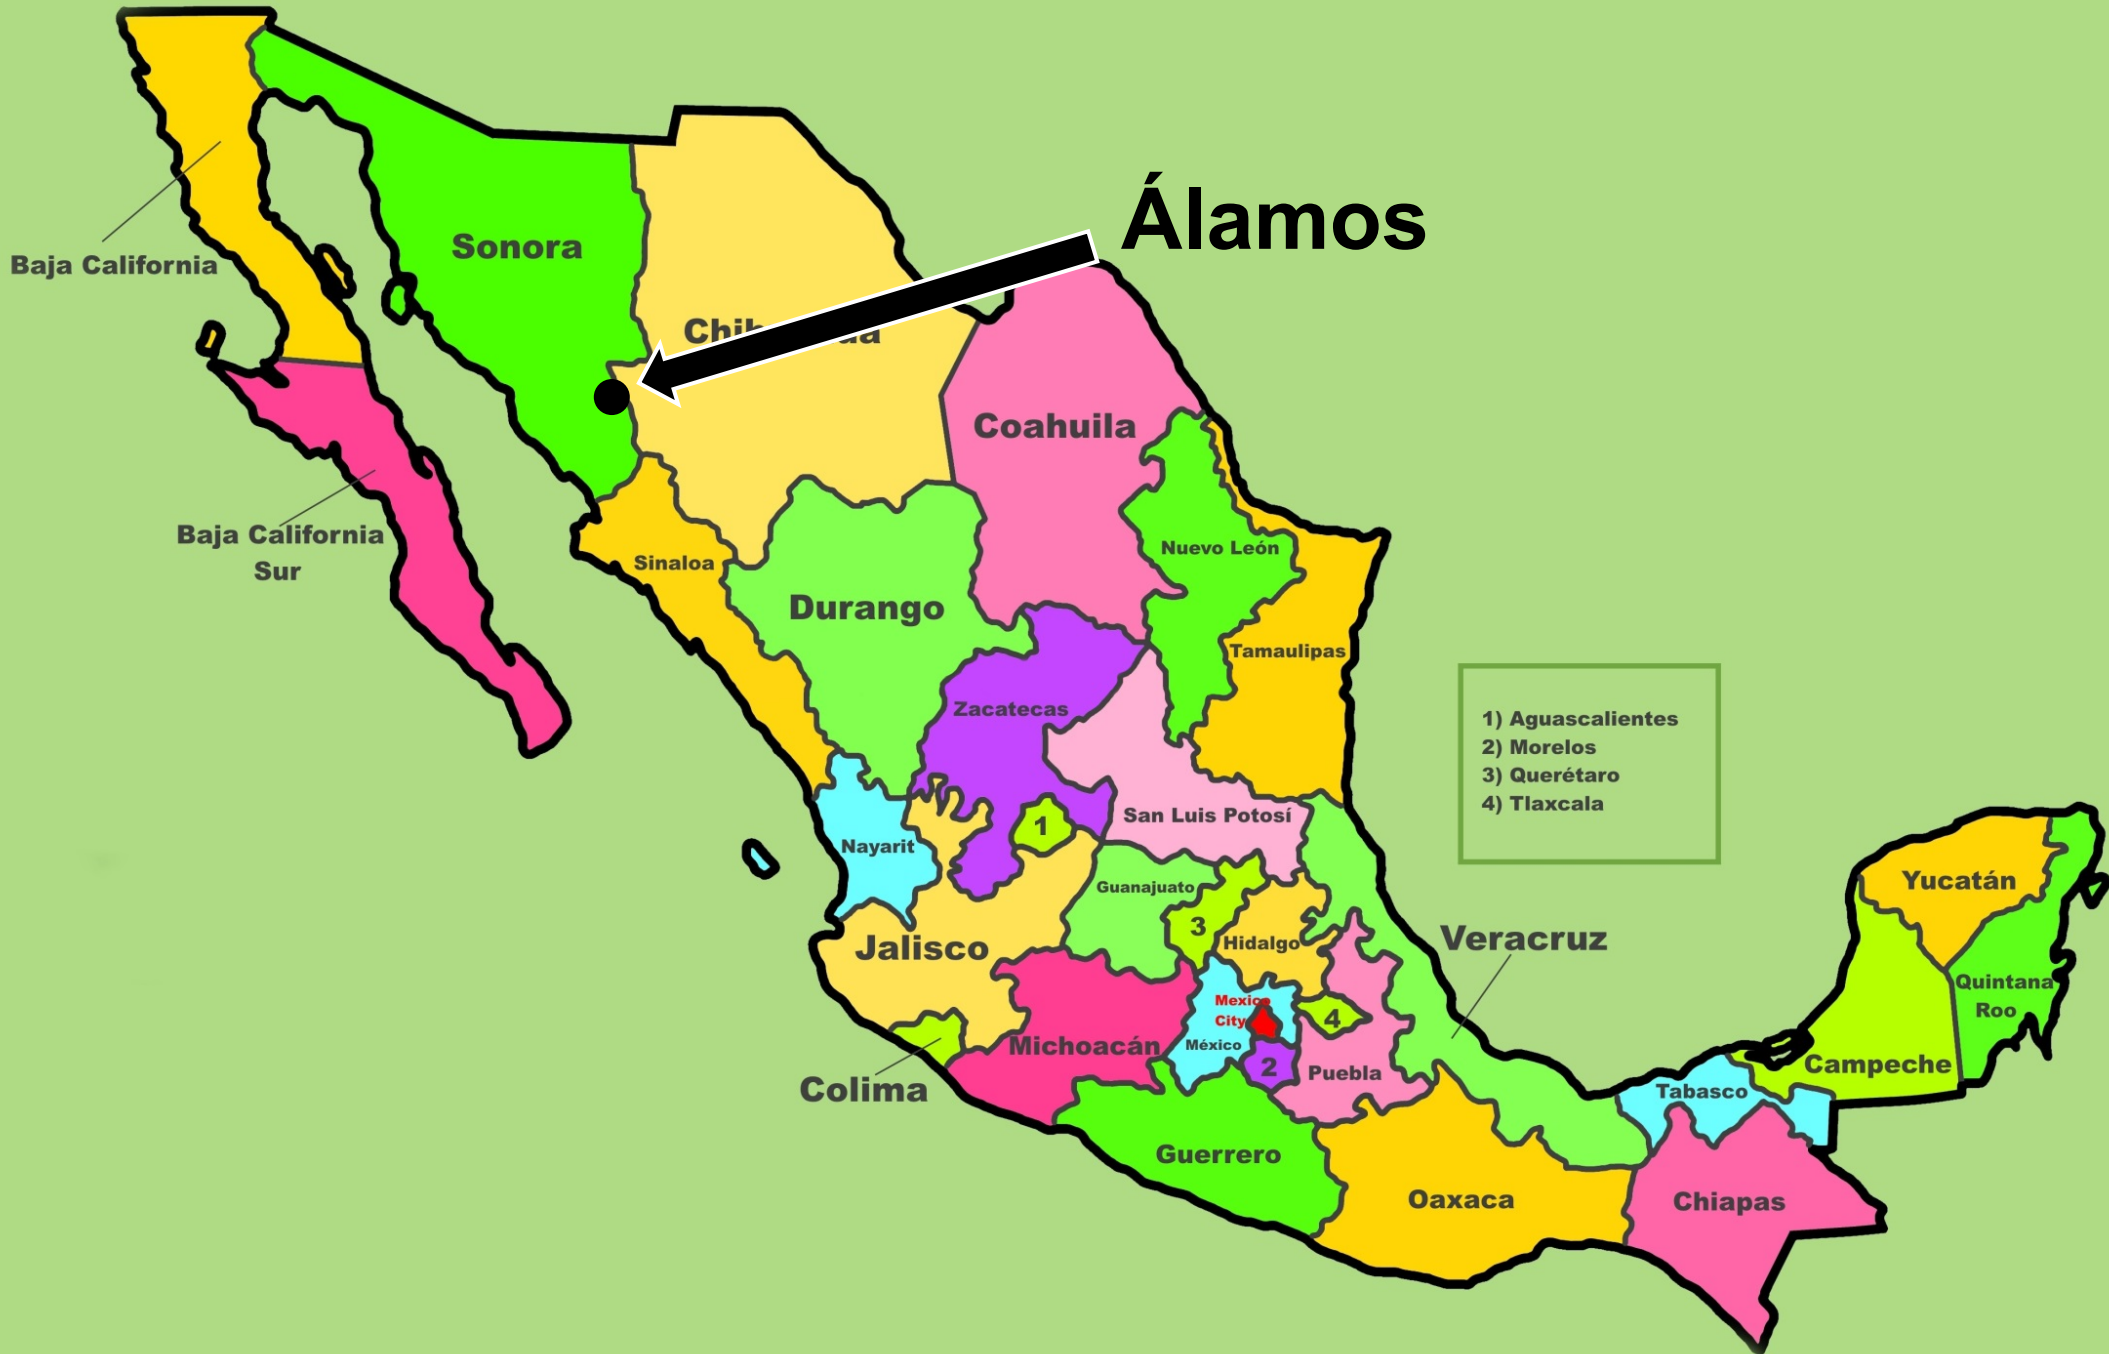 Álamos
Sonora
Baja California
Coahuila
Baja California
Sur
Sinaloa
Nuevo León
Durango
Tamaulipas
Zacatecas
1) Aguascalientes
2) Morelos
3) Querétaro
4) Tlaxcala
San Luis Potosí
1
Nayarit
Guanajuato
Yucatán
3
Hidalgo
Veracruz
Jalisco
Quintana
Roo
Mexico
City
4
México
Michoacán
2
Puebla
Campeche
Colima
Tabasco
Guerrero
Oaxaca
Chiapas